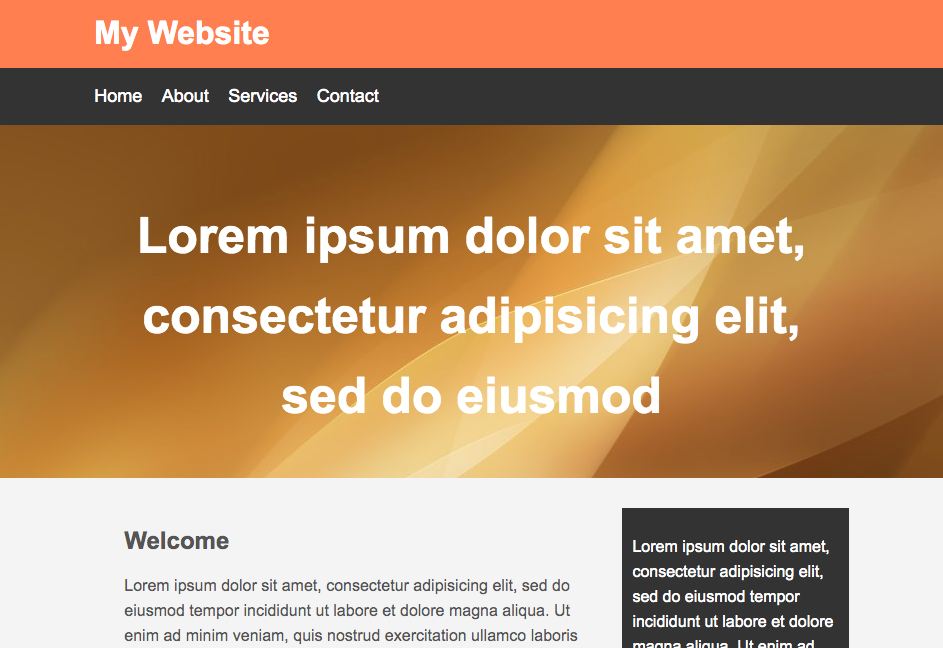 My Website
Home About Services Contact
Lorem ipsum dolor sit amet,
consectetur adipisicing elit,
sed do eiusmod
Welcome
Lorem ipsum dolor sit amet, consectetur adipisicing elit, sed do
eiusmod tempor incididunt ut labore et dolore magna aliqua. Ut
enim ad minim veniam, quis nostrud exercitation ullamco laboris
Lorem ipsum dolor sit amet,
consectetur adipisicing elit,
sed do eiusmod tempor
incididunt ut labore et dolore
magna aliqua. Ut enim ad